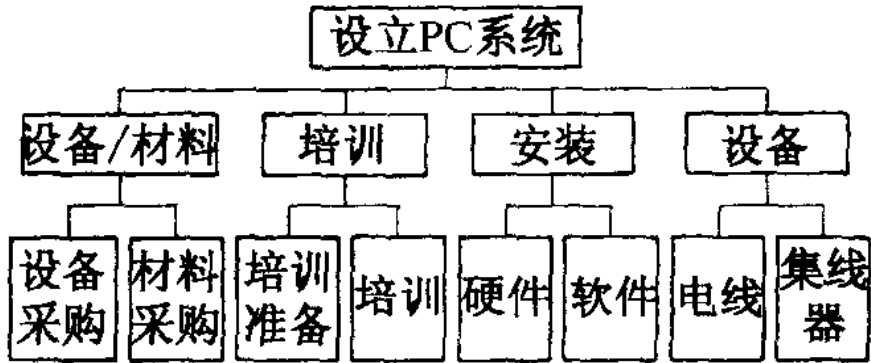 设立PC系统
设备/材料
培训
安装
设备
设备
采购
材料
采购
培训
准备
培训
硬件
软件
电线
集线
器